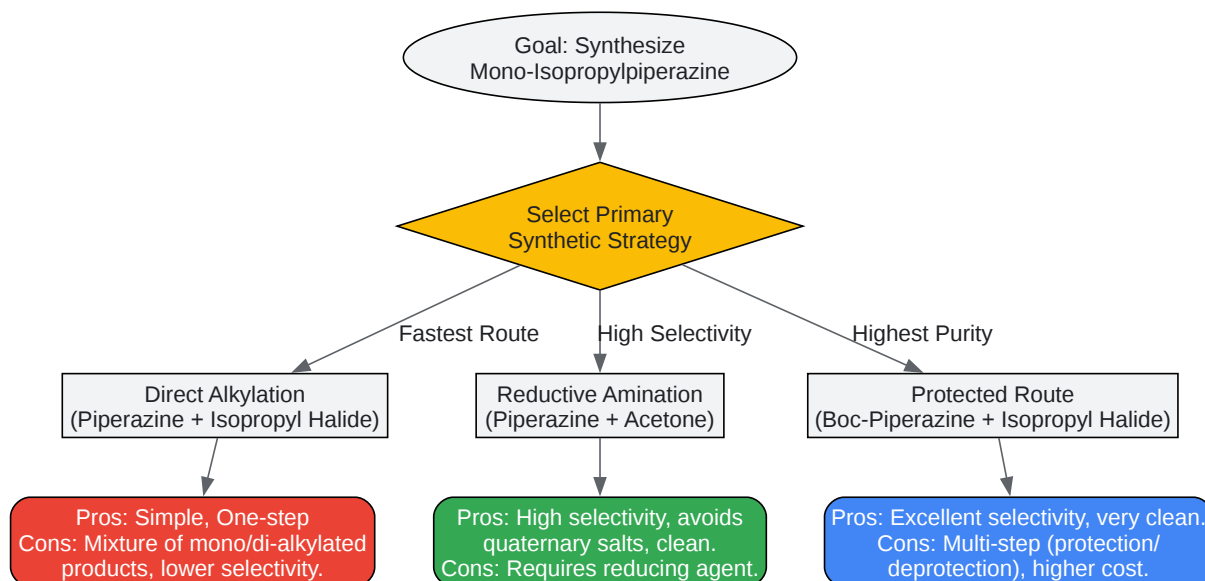 Goal: Synthesize
Mono-Isopropylpiperazine
Select Primary
Synthetic Strategy
Fastest Route
High Selectivity
Highest Purity
Direct Alkylation
(Piperazine + Isopropyl Halide)
Reductive Amination
(Piperazine + Acetone)
Protected Route
(Boc-Piperazine + Isopropyl Halide)
Pros: Simple, One-step
Cons: Mixture of mono/di-alkylated
products, lower selectivity.
Pros: High selectivity, avoids
quaternary salts, clean.
Cons: Requires reducing agent.
Pros: Excellent selectivity, very clean.
Cons: Multi-step (protection/
deprotection), higher cost.